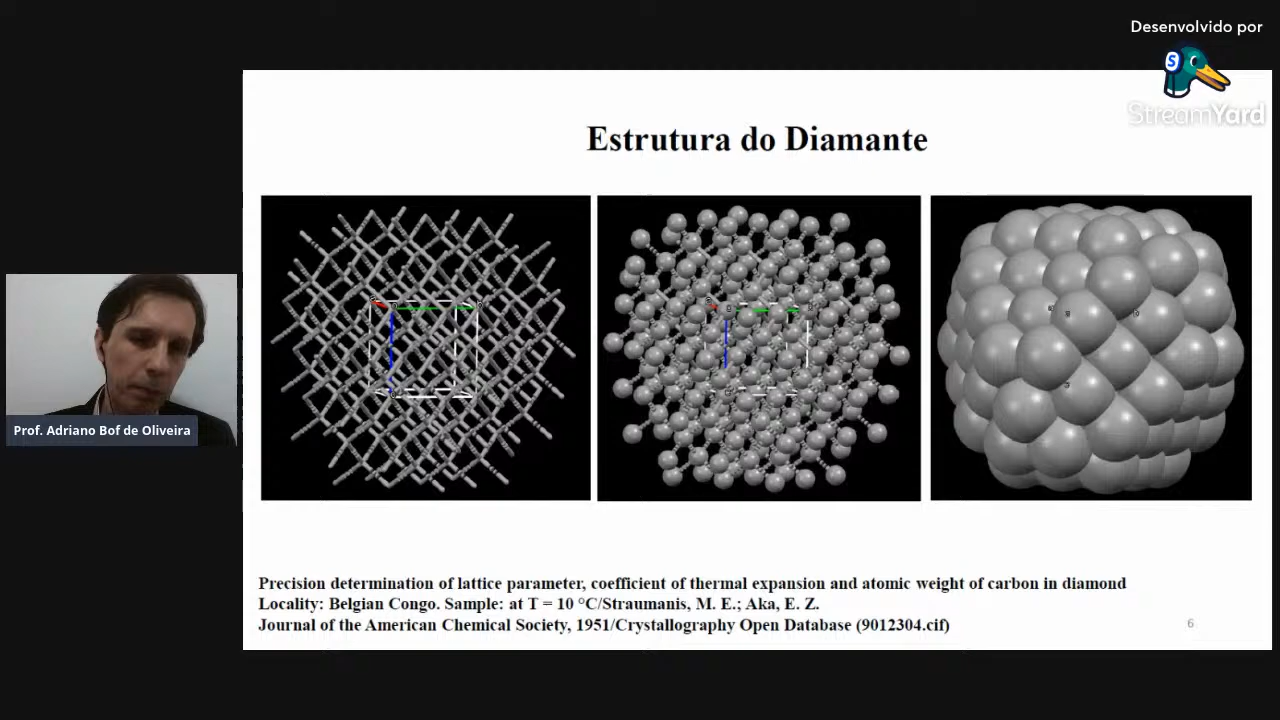 Desenvolvido por
S
StreamYard
Estrutura do Diamante
Prof. Adriano Bof de Oliveira
Precision determination of lattice parameter, coefficient of thermal expansion and atomic weight of carbon in diamond
Locality: Belgian Congo. Sample: at T = 10 °C/Straumanis, M. E.; Aka, E. Z.
Journal of the American Chemical Society, 1951/Crystallography Open Database (9012304.cif)
6